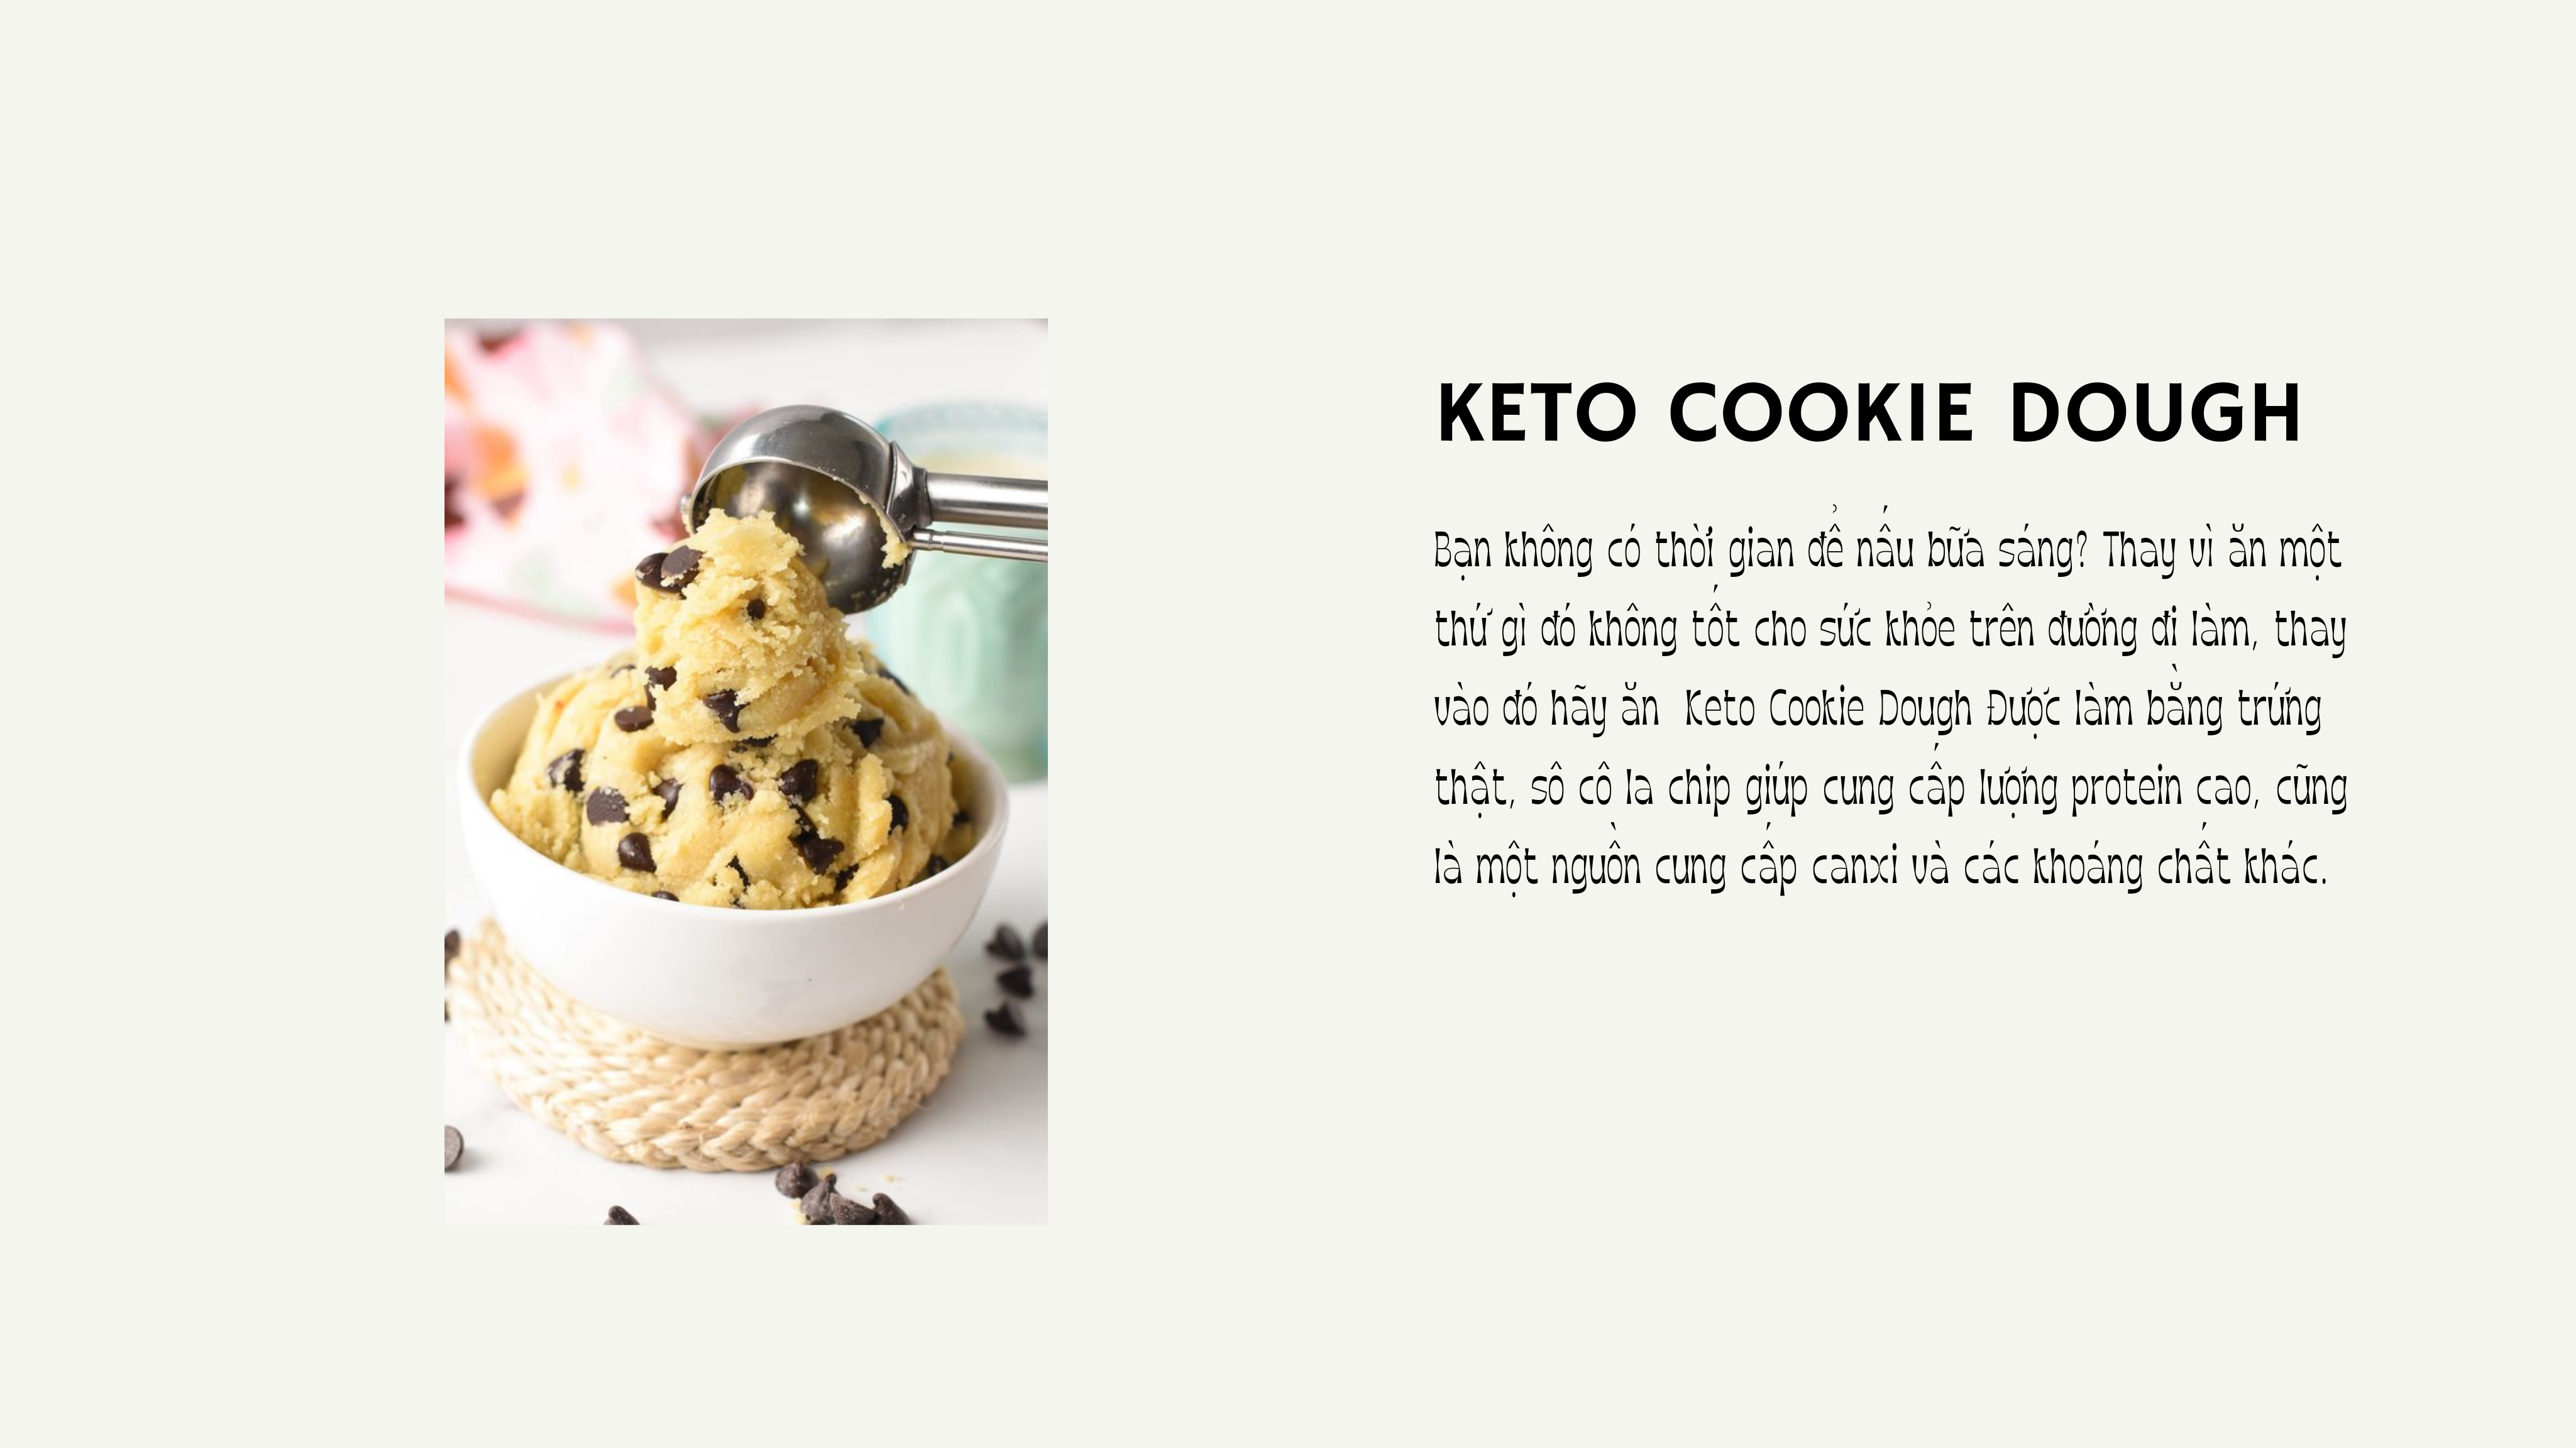 KETO COOKIE DOUGH
Bạn không có thời gian để nấu bữa sáng? Thay vì ăn một
thứ gì đó không tốt cho sức khỏe trên đường đi làm, thay
vào đó hãy ăn  Keto Cookie Dough Được làm bằng trứng
thật, sô cô la chip giúp cung cấp lượng protein cao, cũng
là một nguồn cung cấp canxi và các khoáng chất khác.